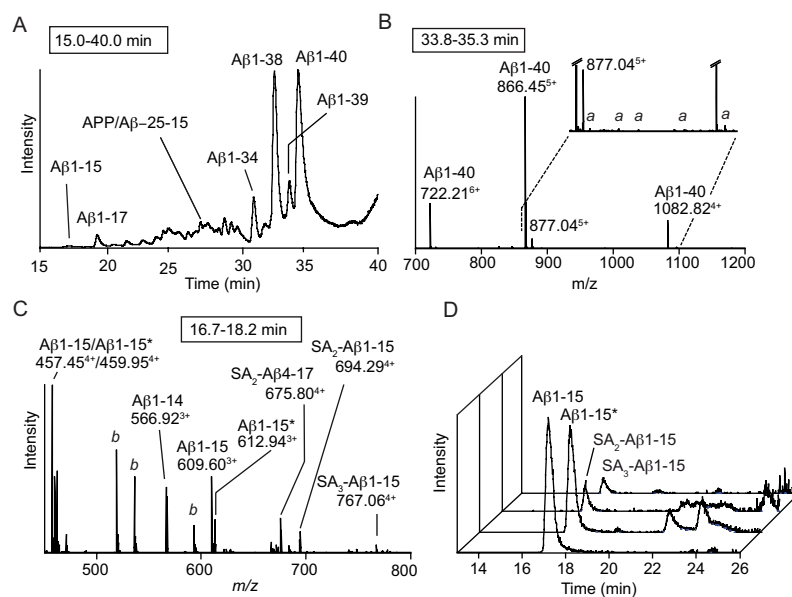 A
15.0-40.0 min
Aβ1-38
Aβ1-40
Aβ1-39
APP/Aβ–25-15
Aβ1-34
Aβ1-15
Aβ1-17
Intensity
15 20 25 30 35 40
Time (min)
B
33.8-35.3 min
Aβ1-40
866.45⁵⁺
877.04⁵⁺
a a a a a
Aβ1-40
722.21⁶⁺
Aβ1-40
1082.82⁴⁺
877.04⁵⁺
Intensity
700 800 900 1000 1100 1200
m/z
C
16.7-18.2 min
Aβ1-15/Aβ1-15*
457.45⁴⁺/459.95⁴⁺
SA₂-Aβ1-15
694.29⁴⁺
SA₂-Aβ4-17
675.80⁴⁺
Aβ1-14
566.92³⁺
Aβ1-15*
612.94³⁺
Aβ1-15
609.60³⁺
SA₃-Aβ1-15
767.06⁴⁺
b b b
Intensity
500 600 700 800
m/z
D
Aβ1-15
Aβ1-15*
SA₂-Aβ1-15
SA₃-Aβ1-15
Intensity
14 16 18 20 22 24 26
Time (min)